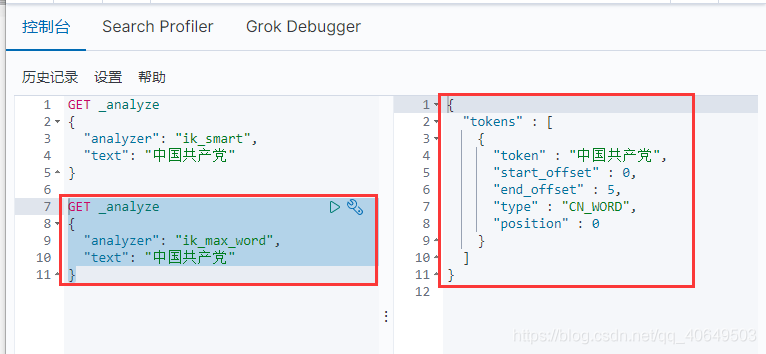 控制台 Search Profiler Grok Debugger
历史记录 设置 帮助
1 GET _analyze
2 {
3 "analyzer": "ik_smart",
4 "text": "中国共产党"
5 }
6
7 GET _analyze
8 {
9 "analyzer": "ik_max_word",
10 "text": "中国共产党"
11 }
1 {
2 "tokens" : [
3 {
4 "token" : "中国共产党",
5 "start_offset" : 0,
6 "end_offset" : 5,
7 "type" : "CN_WORD",
8 "position" : 0
9 }
10 ]
11 }
12
https://blog.csdn.net/qq_40649503